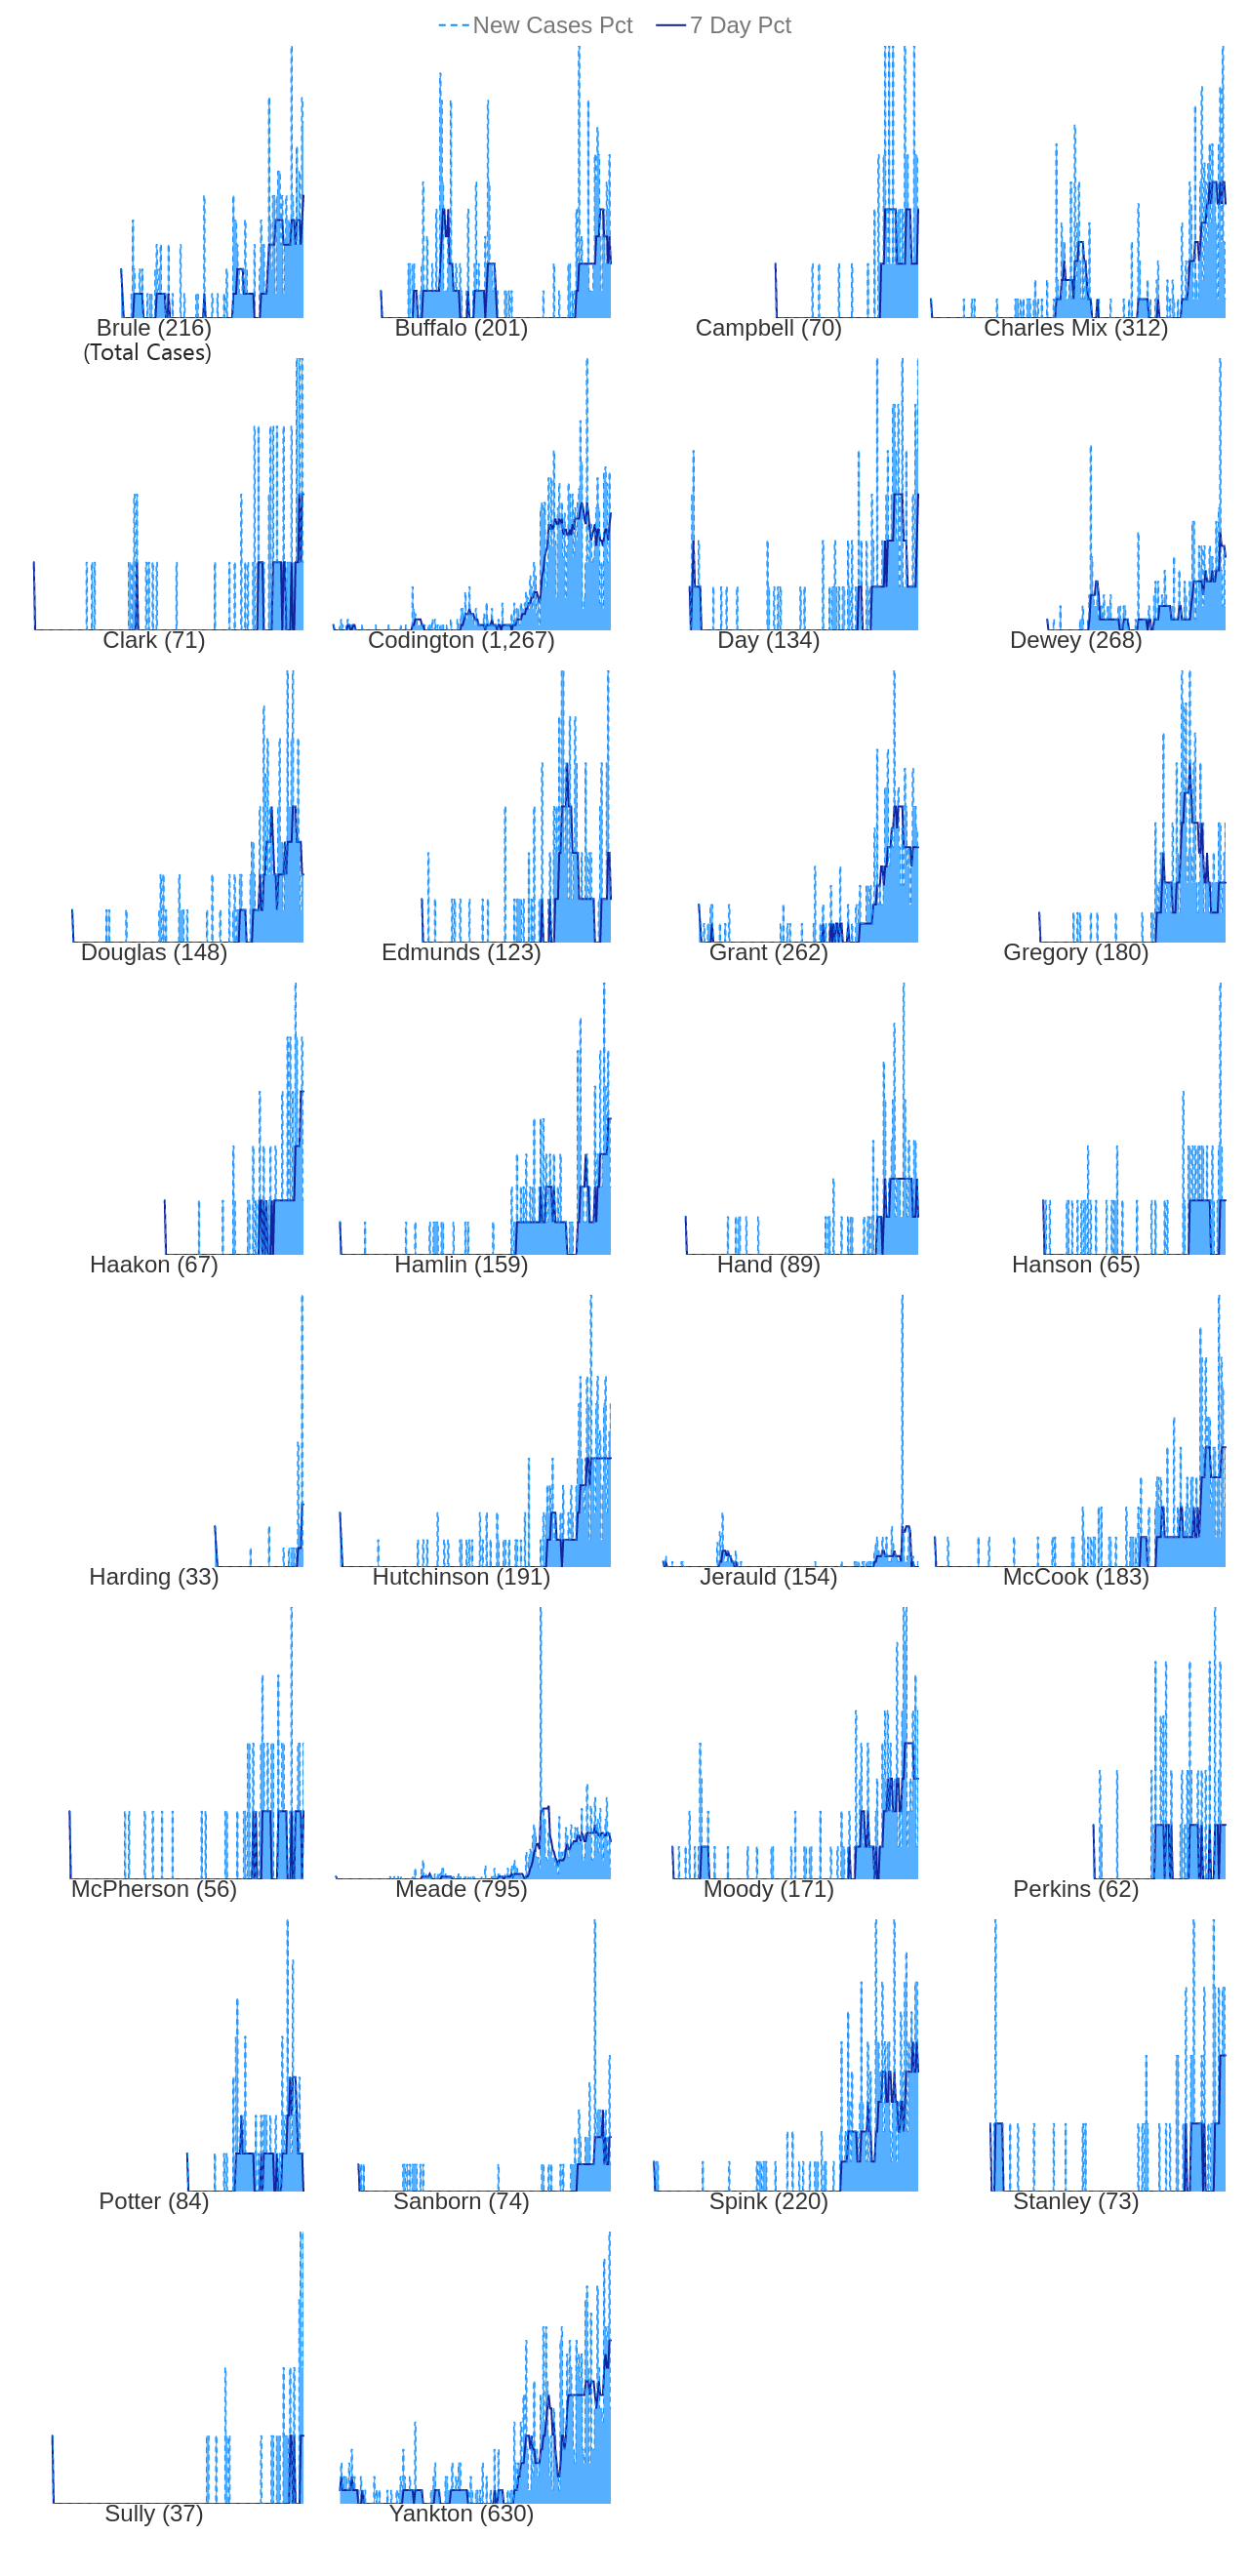 New Cases Pct 7 Day Pct
Brule (216) Buffalo (201) Campbell (70) Charles Mix (312)
(Total Cases)
Clark (71) Codington (1,267) Day (134) Dewey (268)
Douglas (148) Edmunds (123) Grant (262) Gregory (180)
Haakon (67) Hamlin (159) Hand (89) Hanson (65)
Harding (33) Hutchinson (191) Jerauld (154) McCook (183)
McPherson (56) Meade (795) Moody (171) Perkins (62)
Potter (84) Sanborn (74) Spink (220) Stanley (73)
Sully (37) Yankton (630)